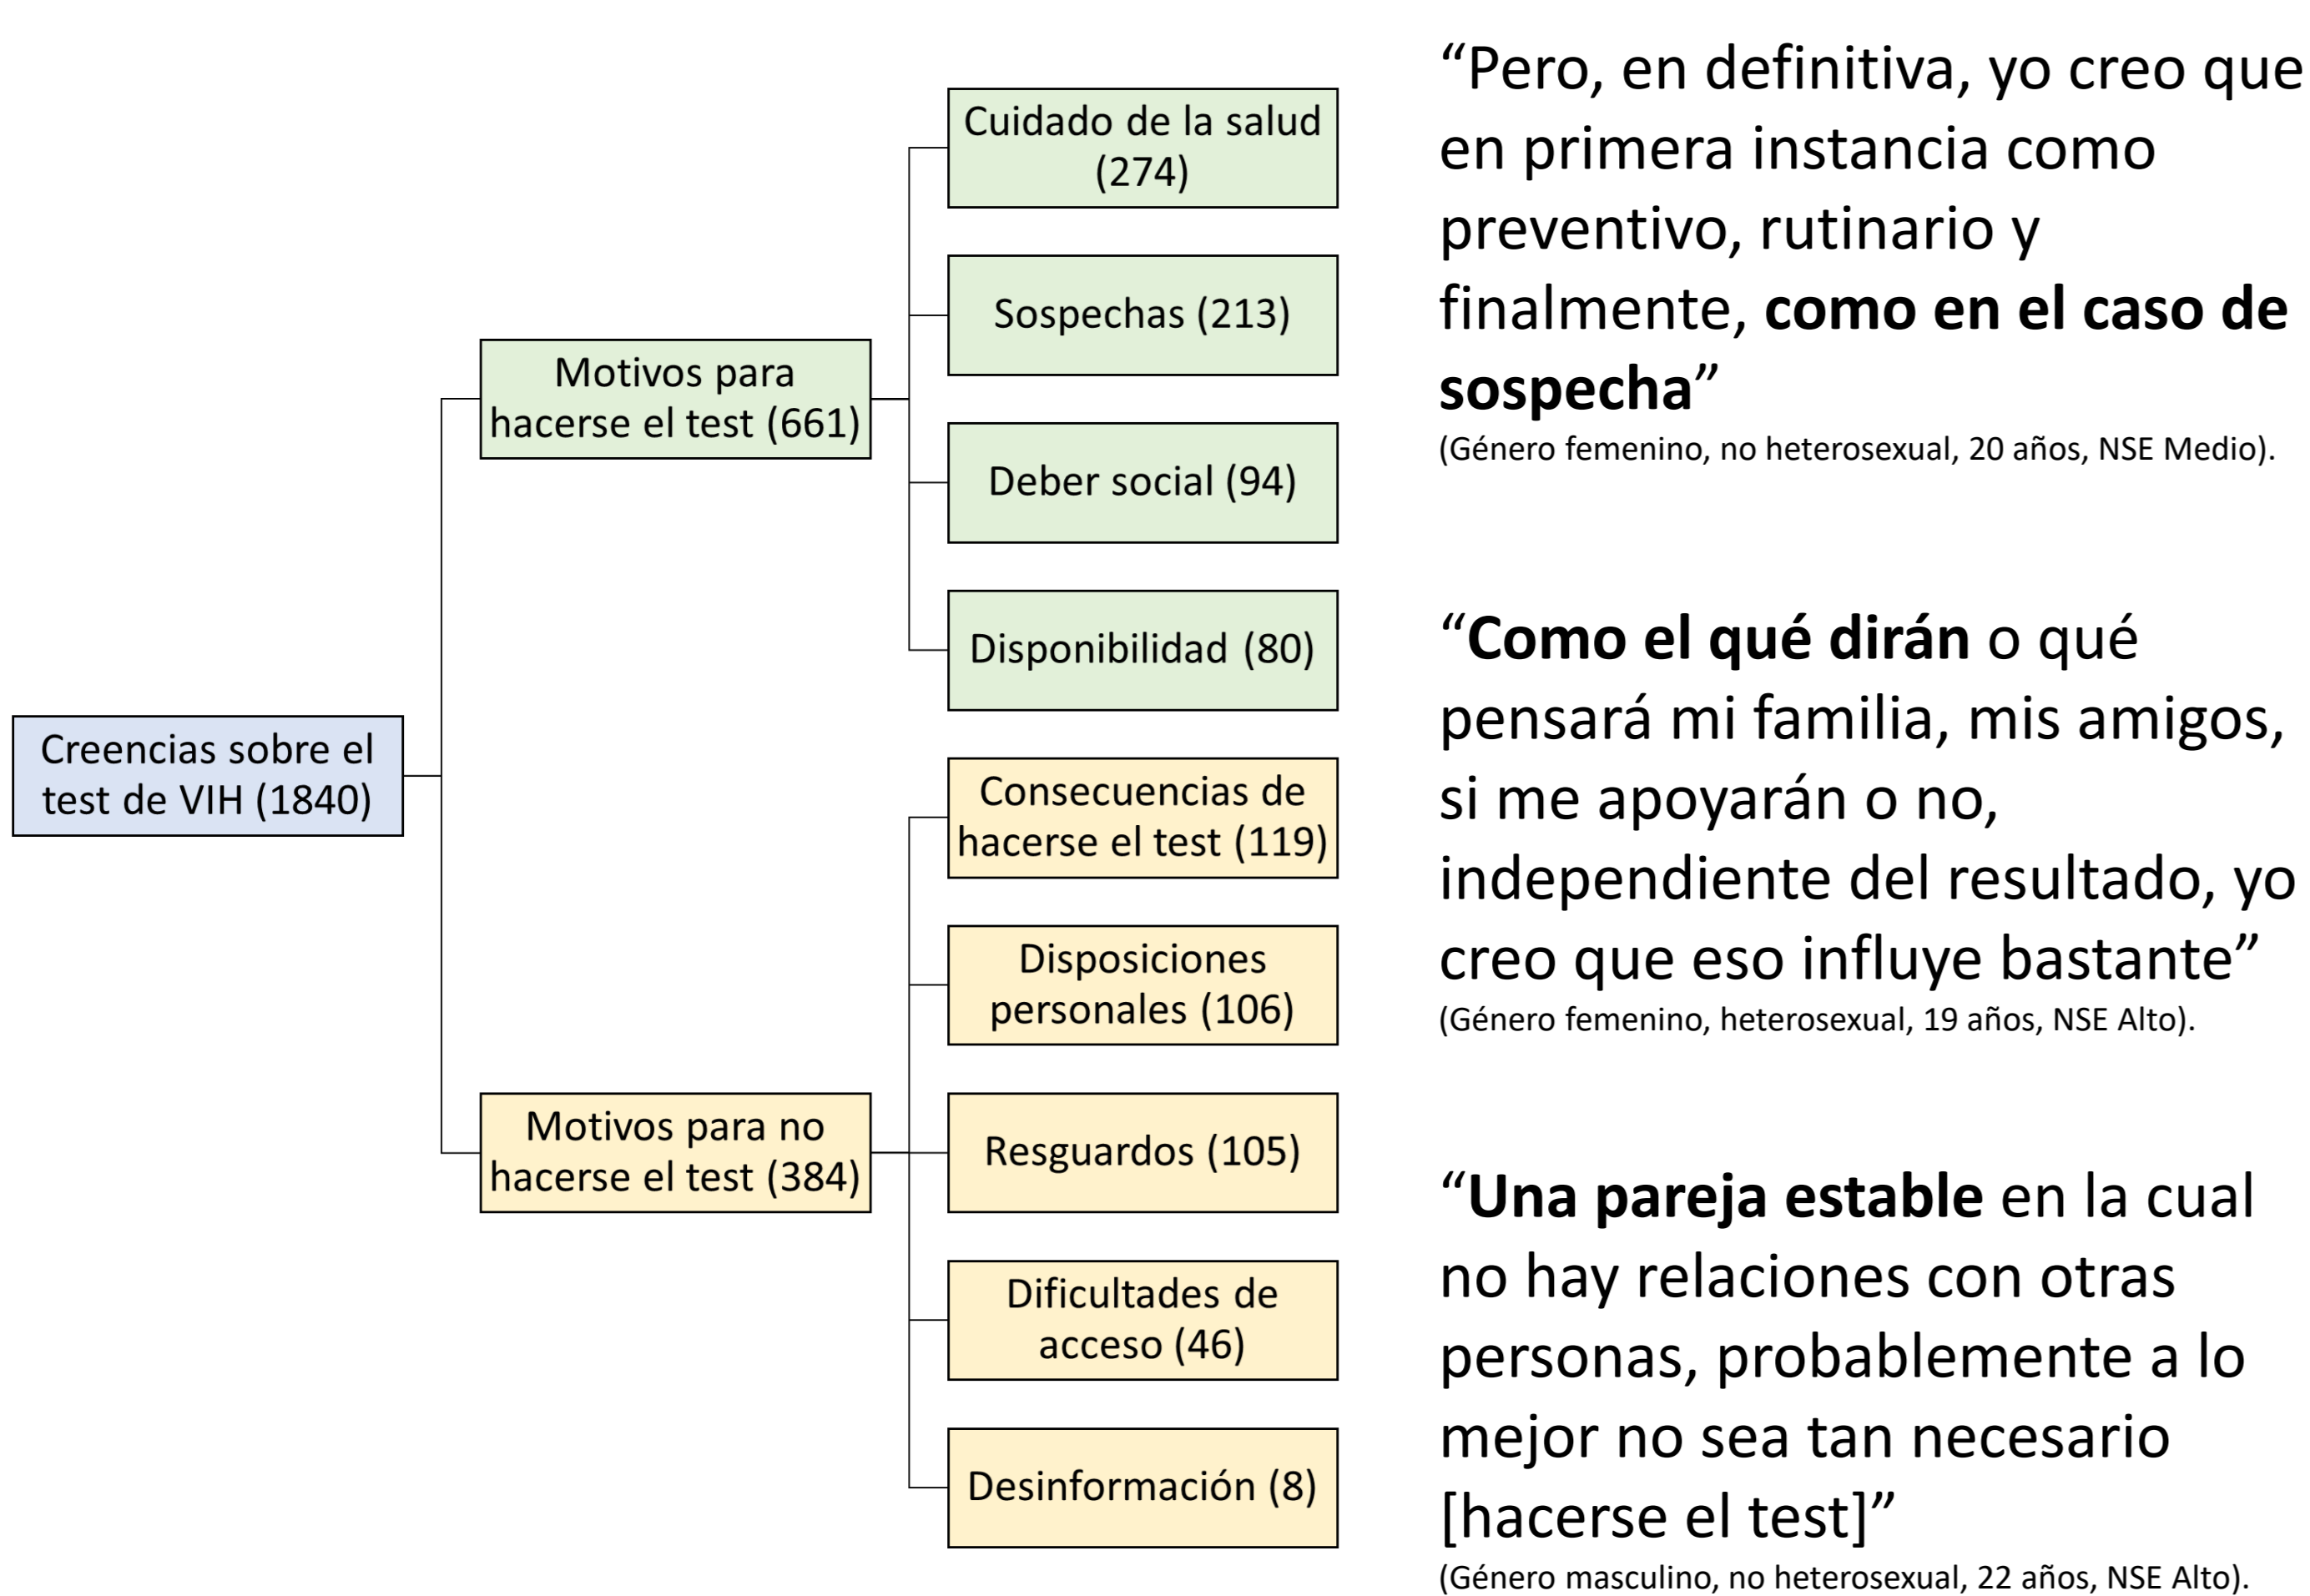 Creencias sobre el
test de VIH (1840)
Motivos para
hacerse el test (661)
Cuidado de la salud
(274)
Sospechas (213)
Deber social (94)
Disponibilidad (80)
Motivos para no
hacerse el test (384)
Consecuencias de
hacerse el test (119)
Disposiciones
personales (106)
Resguardos (105)
Dificultades de
acceso (46)
Desinformación (8)
“Pero, en definitiva, yo creo que
en primera instancia como
preventivo, rutinario y
finalmente, como en el caso de
sospecha”
(Género femenino, no heterosexual, 20 años, NSE Medio).
“Como el qué dirán o qué
pensará mi familia, mis amigos,
si me apoyarán o no,
independiente del resultado, yo
creo que eso influye bastante”
(Género femenino, heterosexual, 19 años, NSE Alto).
“Una pareja estable en la cual
no hay relaciones con otras
personas, probablemente a lo
mejor no sea tan necesario
[hacerse el test]”
(Género masculino, no heterosexual, 22 años, NSE Alto).